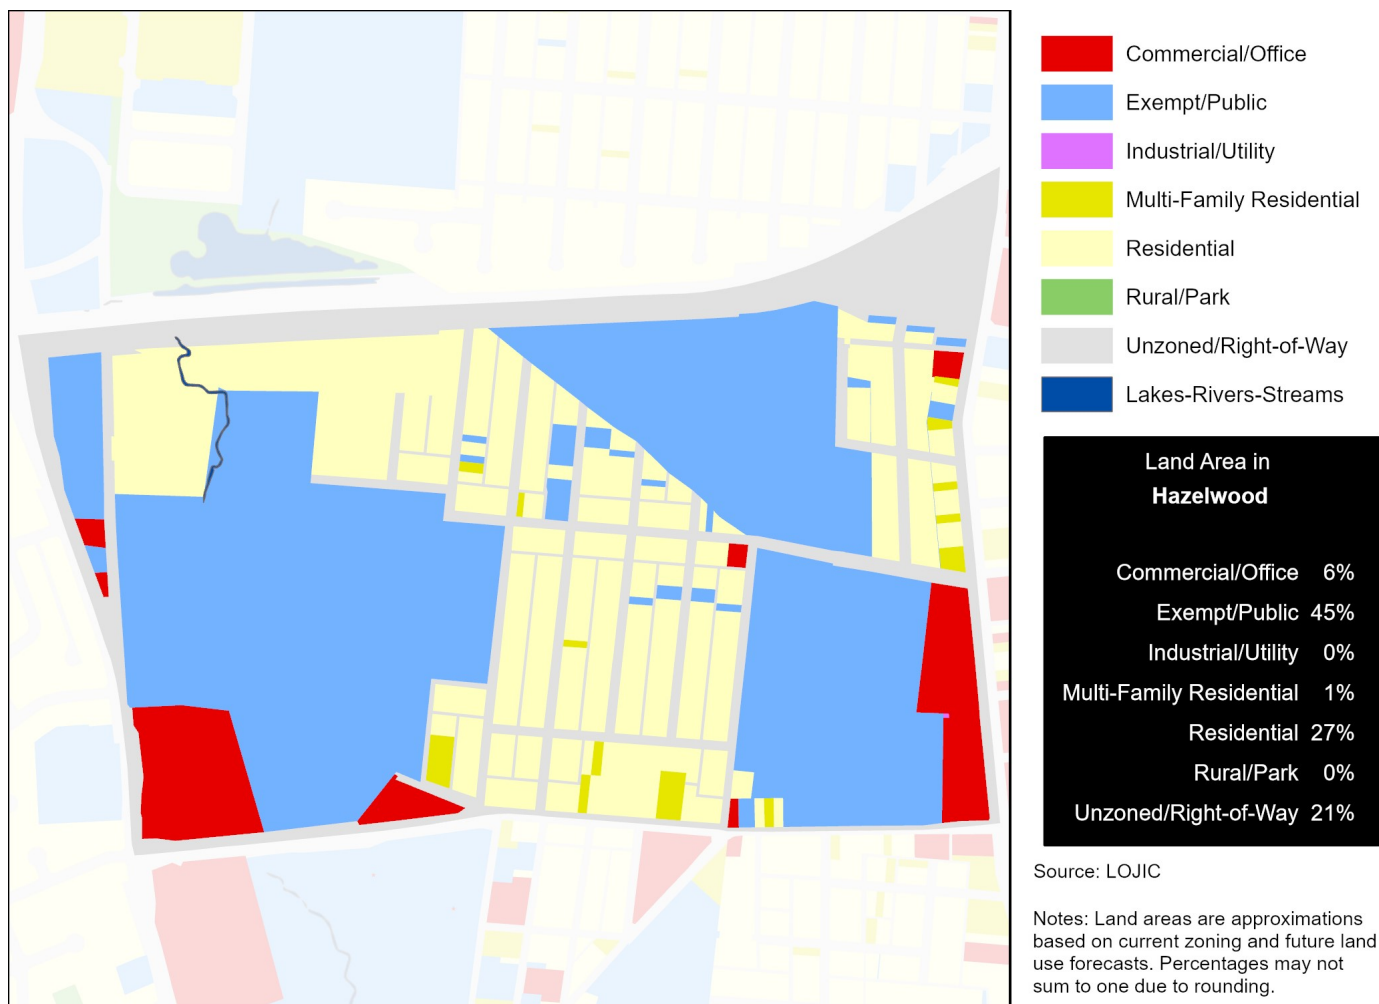 Commercial/Office
Exempt/Public
Industrial/Utility
Multi-Family Residential
Residential
Rural/Park
Unzoned/Right-of-Way
Lakes-Rivers-Streams
Land Area in
Hazelwood
Commercial/Office 6%
Exempt/Public 45%
Industrial/Utility 0%
Multi-Family Residential 1%
Residential 27%
Rural/Park 0%
Unzoned/Right-of-Way 21%
Source: LOJIC
Notes: Land areas are approximations
based on current zoning and future land
use forecasts. Percentages may not
sum to one due to rounding.